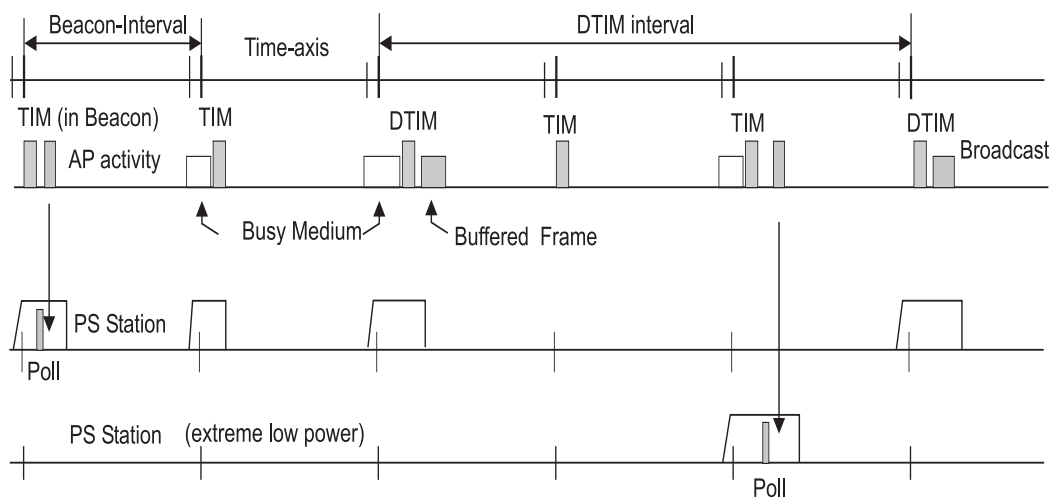 Beacon-Interval
DTIM interval
Time-axis
TIM (in Beacon)
TIM
DTIM
TIM
TIM
DTIM
AP activity
Broadcast
Busy Medium
Buffered Frame
PS Station
Poll
PS Station (extreme low power)
Poll